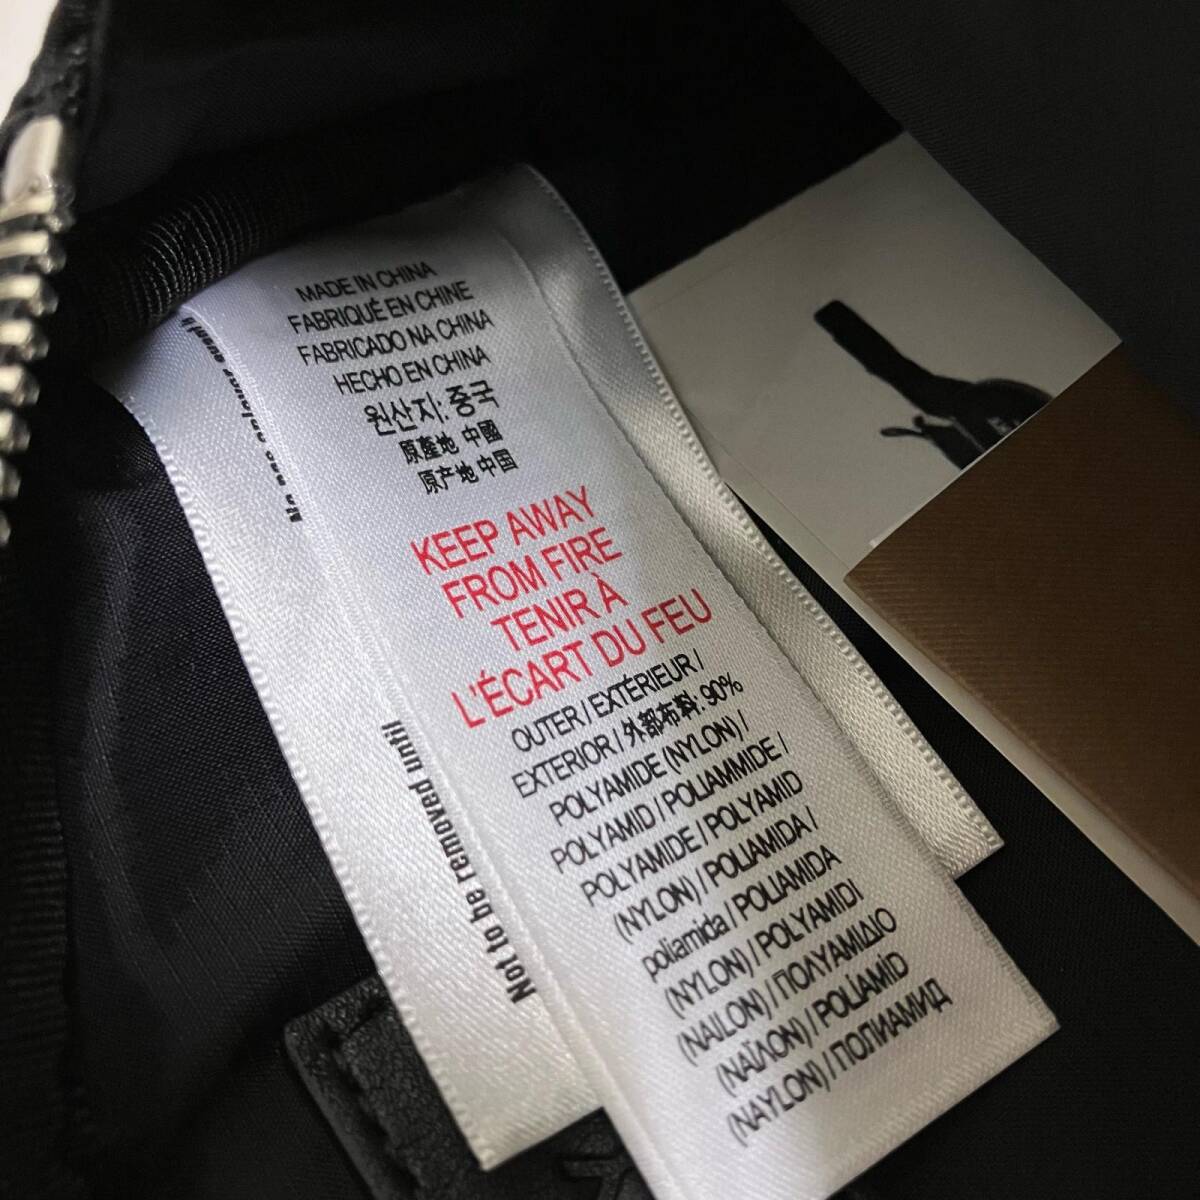 MADE IN CHINA
FABRIQUÉ EN CHINE
FABRICADO NA CHINA
HECHO EN CHINA
원산지: 중국
原產地 中國
原产地 中国
KEEP AWAY
FROM FIRE
TENIR À
L'ÉCART DU FEU
OUTER / EXTÉRIEUR /
EXTERIOR / 外部布料: 90%
POLYAMIDE (NYLON) /
POLYAMID / POLIAMMIDE /
POLYAMIDE / POLYAMID
(NYLON) / POLIAMIDA /
poliamida / POLIAMIDA
(NYLON) / POLYAMIDI
(NAILON) / ΠΟΛΥΑΜΙΔΙΟ
(ΝΑΪΛΟΝ) / POLİAMİD
(NAYLON) / ПОЛИАМИД
Not to be removed until